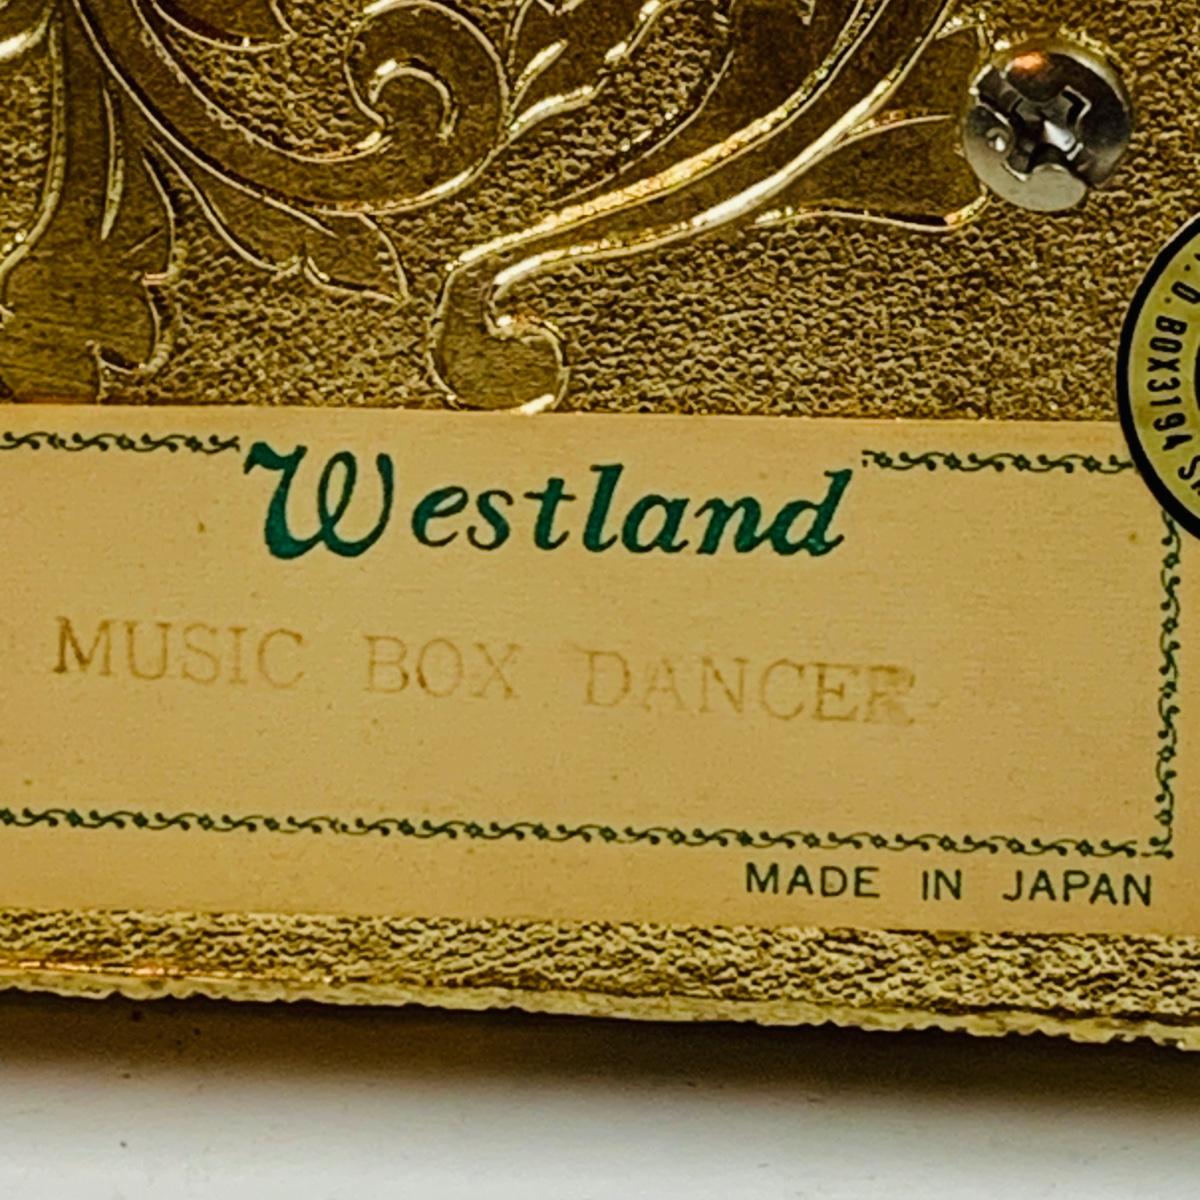 Westland
MUSIC BOX DANCER
MADE IN JAPAN
BOX3194